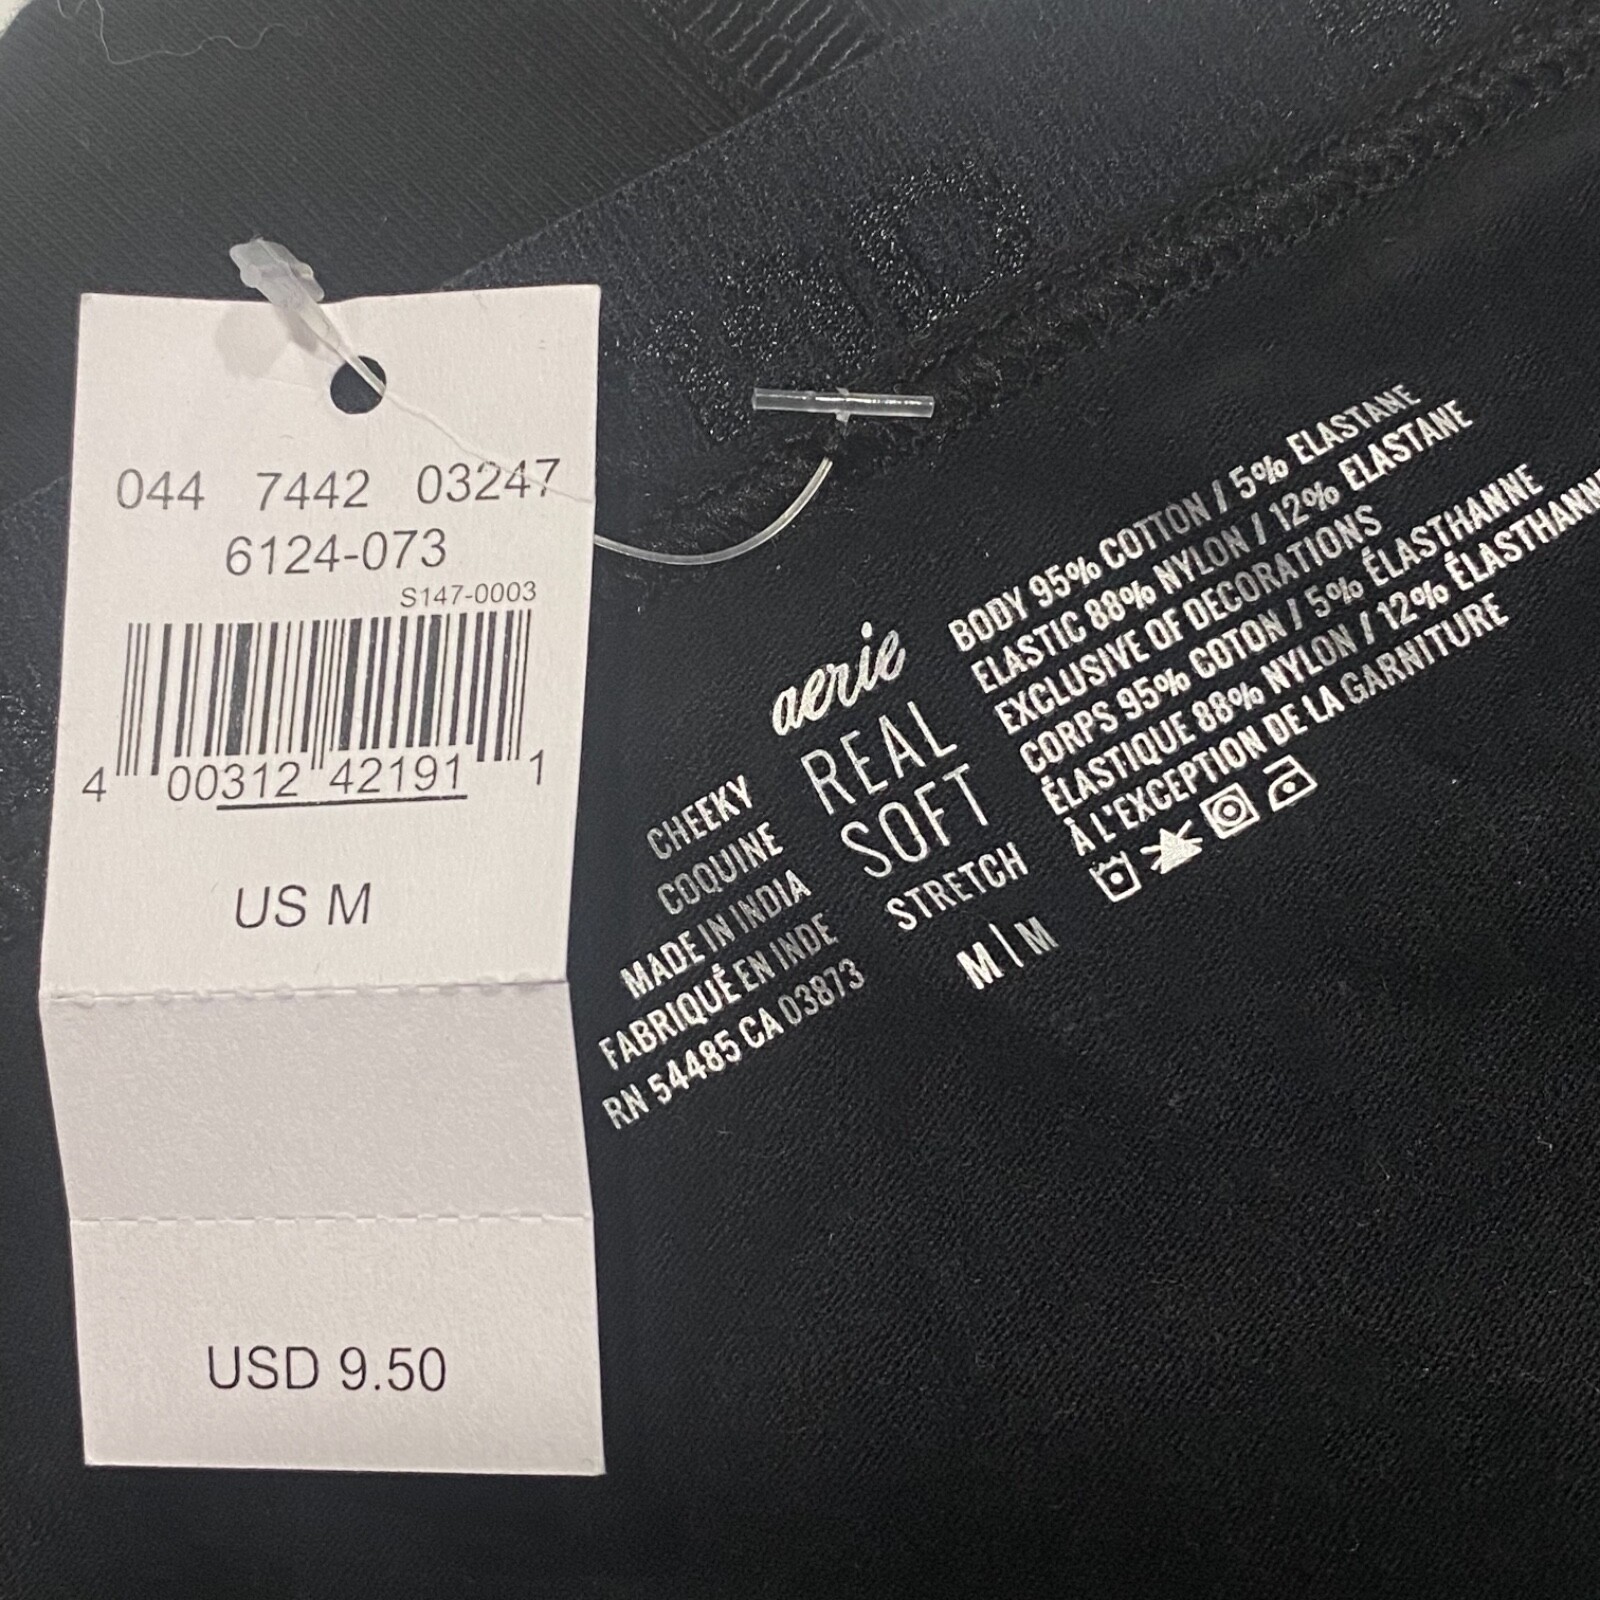 044 7442 03247
6124-073
S147-0003
4 00312 42191 1
US M
USD 9.50
CHEEKY
COQUINE
MADE IN INDIA
FABRIQUÉ EN INDE
RN 54485 CA 03873
aerie
REAL
SOFT
STRETCH
M | M
BODY 95% COTTON / 5% ELASTANE
ELASTIC 88% NYLON / 12% ELASTANE
EXCLUSIVE OF DECORATIONS
CORPS 95% COTON / 5% ÉLASTHANNE
ÉLASTIQUE 88% NYLON / 12% ÉLASTHANNE
À L'EXCEPTION DE LA GARNITURE